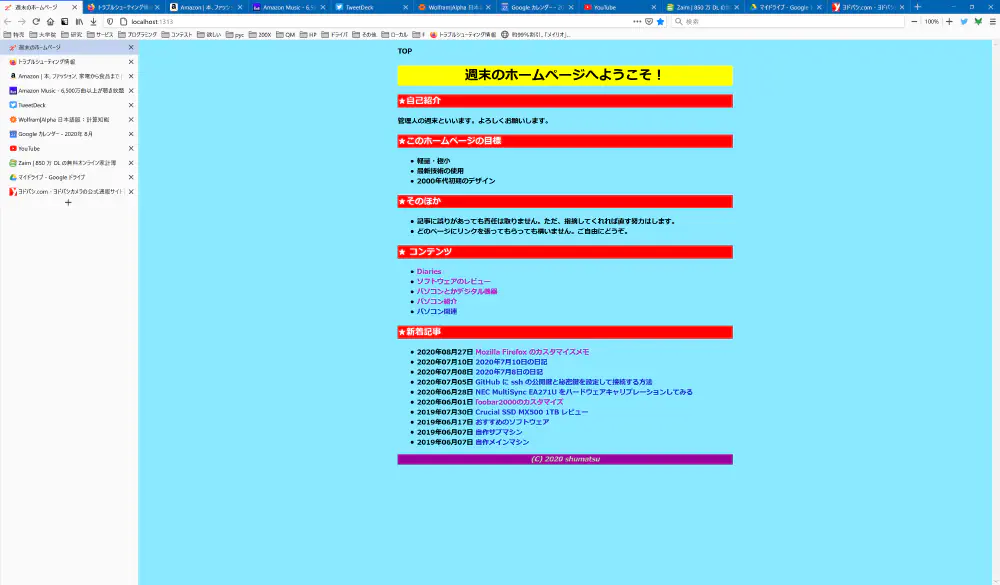 週末のホームページ
トラブルシューティング情
Amazon | 本, ファッション
Amazon Music - 6,5
TweetDeck
Wolfram|Alpha 日本
Google カレンダー - 20
YouTube
Zaim | 850 万 DL の
マイドライブ - Google
ヨドバシ.com - ヨドバシ
localhost:1313
100%
検索
大学院
研究
サービス
プログラミング
コンテスト
欲しい
pyc
200X
QM
HP
ドライバ
その他
ローカル
トラブルシューティング情報
約99%割引。「メイリオ」...
週末のホームページ
トラブルシューティング情報
Amazon | 本, ファッション, 家電から食品まで |
Amazon Music - 6,500万曲以上が聴き放題
TweetDeck
Wolfram|Alpha 日本語版：計算知能
Google カレンダー - 2020年 8月
YouTube
Zaim | 850 万 DL の無料オンライン家計簿
マイドライブ - Google ドライブ
ヨドバシ.com - ヨドバシカメラの公式通販サイト
TOP
週末のホームページへようこそ！
★自己紹介
管理人の週末といいます。よろしくお願いします。
★このホームページの目標
軽量・極小
最新技術の使用
2000年代初期のデザイン
★そのほか
記事に誤りがあっても責任は取りません。ただ、指摘してくれれば直す努力はします。
どのページにリンクを張ってもらっても構いません。ご自由にどうぞ。
★ コンテンツ
Diaries
ソフトウェアのレビュー
パソコンとかデジタル機器
パソコン紹介
パソコン関連
★新着記事
2020年08月27日 Mozilla Firefox のカスタマイズメモ
2020年07月10日 2020年7月10日の日記
2020年07月08日 2020年7月8日の日記
2020年07月05日 GitHub に ssh の公開鍵と秘密鍵を設定して接続する方法
2020年06月28日 NEC MultiSync EA271U をハードウェアキャリブレーションしてみる
2020年06月01日 foobar2000のカスタマイズ
2019年07月30日 Crucial SSD MX500 1TB レビュー
2019年06月17日 おすすめのソフトウェア
2019年06月07日 自作サブマシン
2019年06月07日 自作メインマシン
(C) 2020 shumatsu